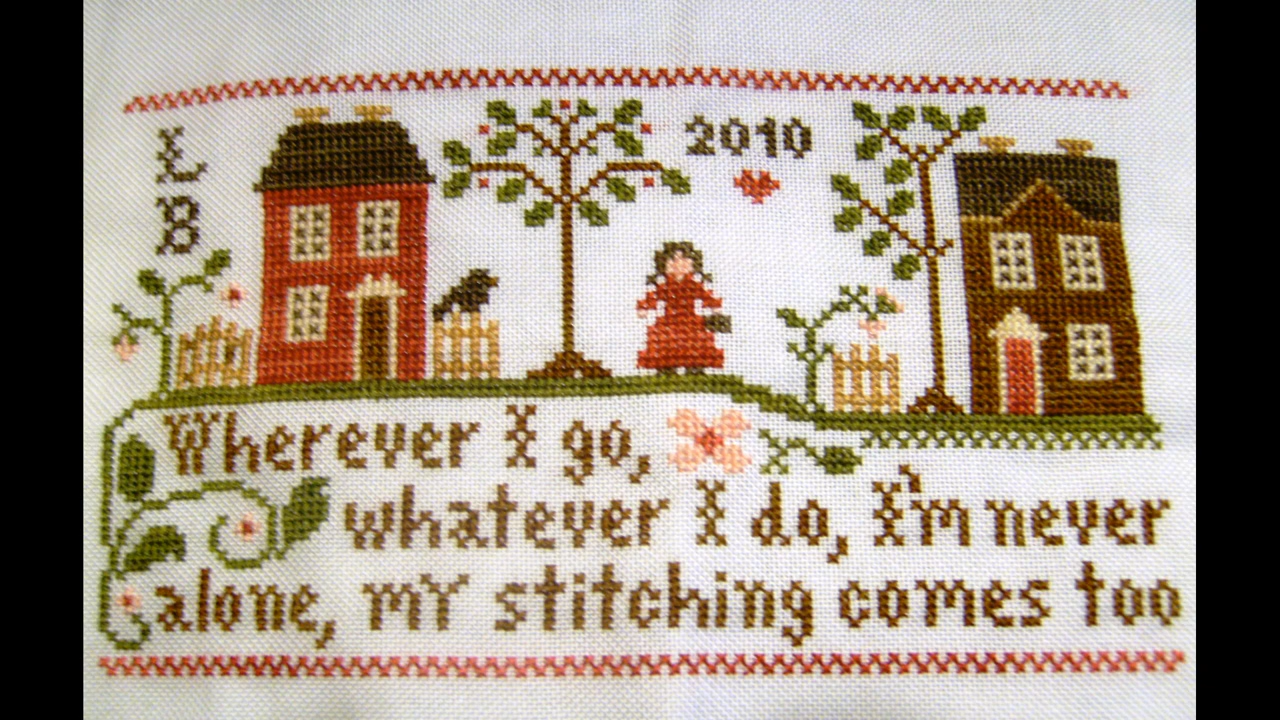 L
B
2010
Wherever I go,
whatever I do, I'm never
alone, my stitching comes too